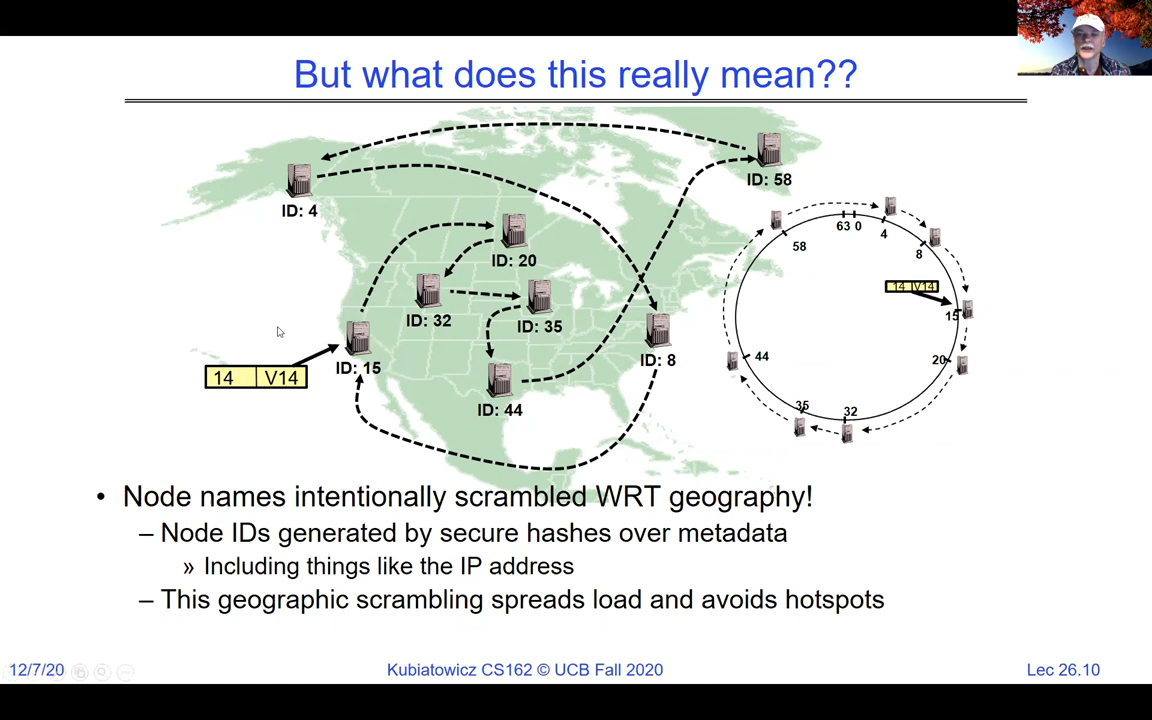 But what does this really mean??
ID: 58
ID: 4
ID: 20
ID: 32
ID: 35
ID: 15
ID: 8
ID: 44
14 V14
63 0
4
8
58
14 V14
15
20
44
35
32
• Node names intentionally scrambled WRT geography!
– Node IDs generated by secure hashes over metadata
» Including things like the IP address
– This geographic scrambling spreads load and avoids hotspots
12/7/20
Kubiatowicz CS162 © UCB Fall 2020
Lec 26.10